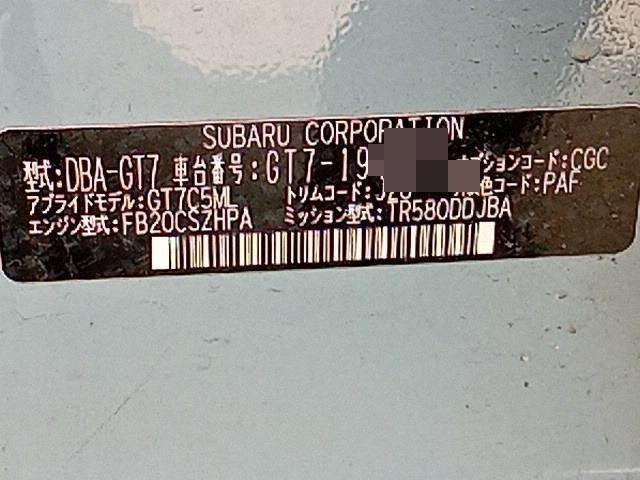 SUBARU CORPORATION
型式:DBA-GT7 車台番号:GT7-19 プションコード:CGC
アプライドモデル:GT7C5ML トリムコード: 色コード:PAF
エンジン型式:FB20CSZHPA ミッション型式:TR580DDJBA